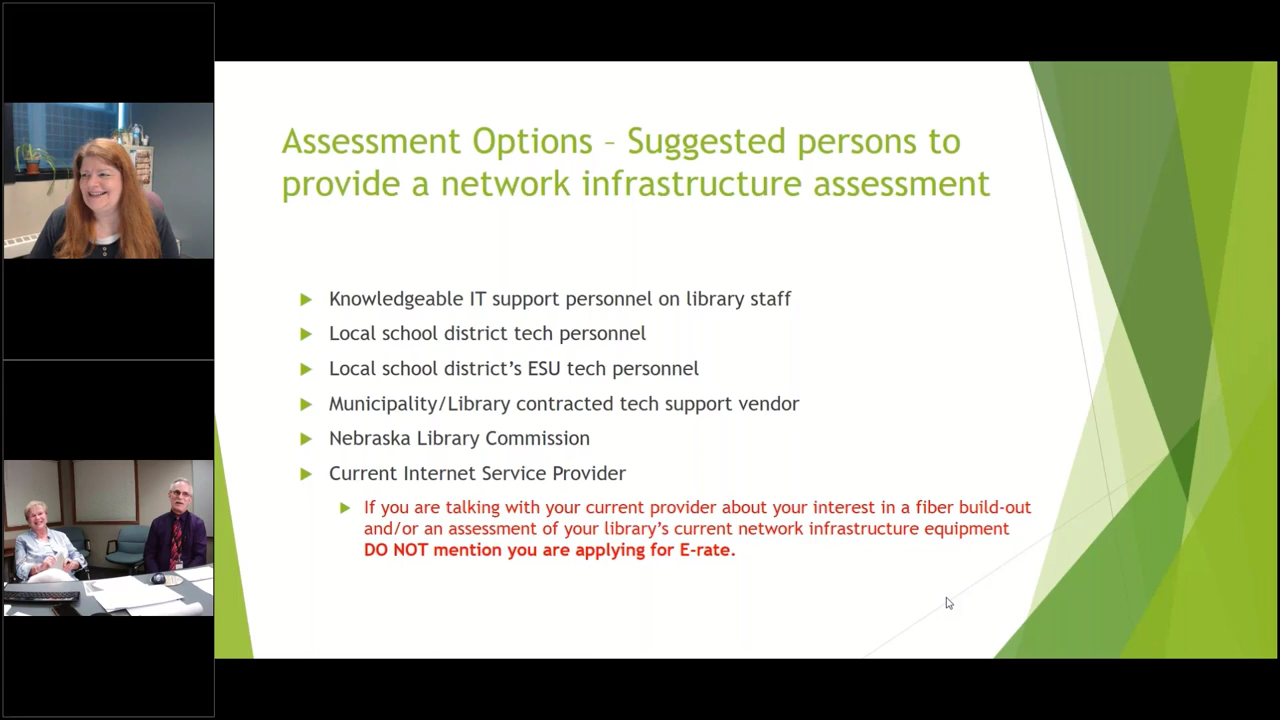 Assessment Options – Suggested persons to
provide a network infrastructure assessment
Knowledgeable IT support personnel on library staff
Local school district tech personnel
Local school district’s ESU tech personnel
Municipality/Library contracted tech support vendor
Nebraska Library Commission
Current Internet Service Provider
If you are talking with your current provider about your interest in a fiber build-out
and/or an assessment of your library’s current network infrastructure equipment
DO NOT mention you are applying for E-rate.